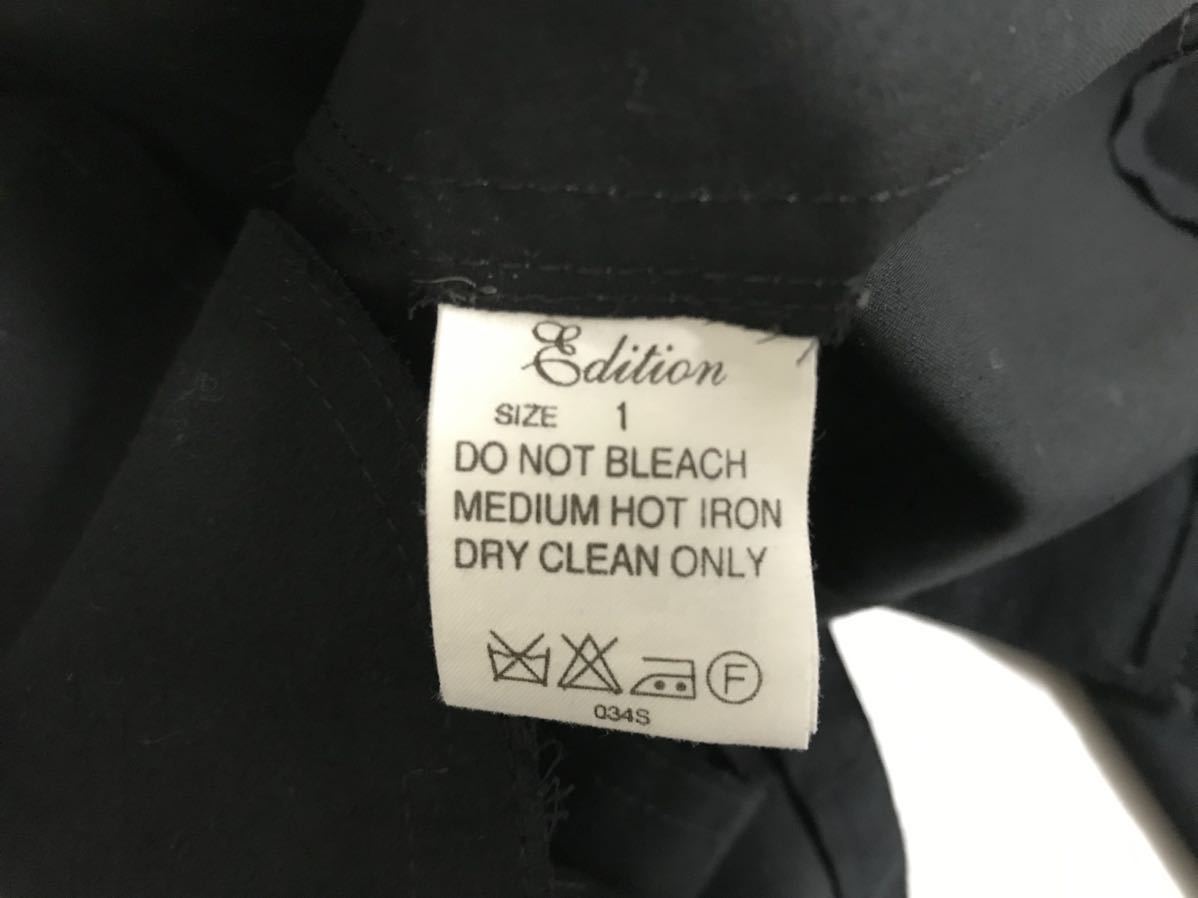 Edition
SIZE 1
DO NOT BLEACH
MEDIUM HOT IRON
DRY CLEAN ONLY
F
034S